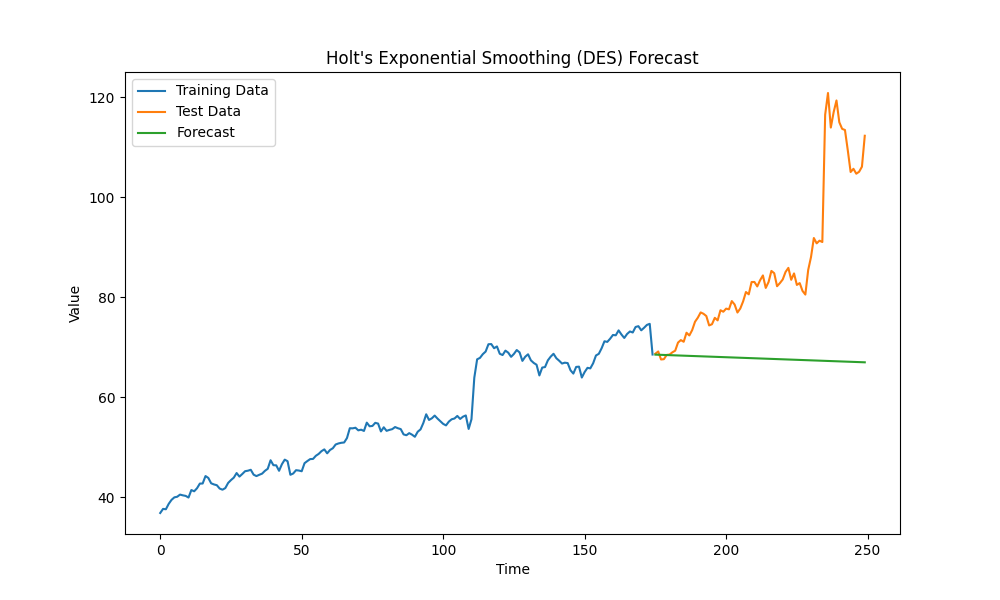 Holt's Exponential Smoothing (DES) Forecast
Training Data
Test Data
Forecast
120
100
80
60
40
Value
0
50
100
150
200
250
Time